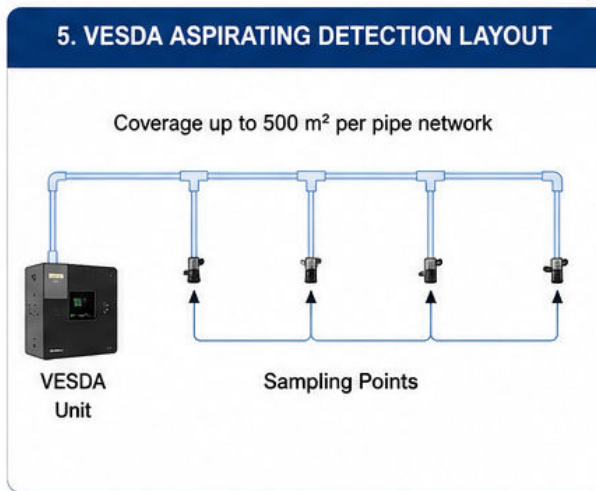 5. VESDA ASPIRATING DETECTION LAYOUT
Coverage up to 500 m² per pipe network
VESDA
Unit
Sampling Points